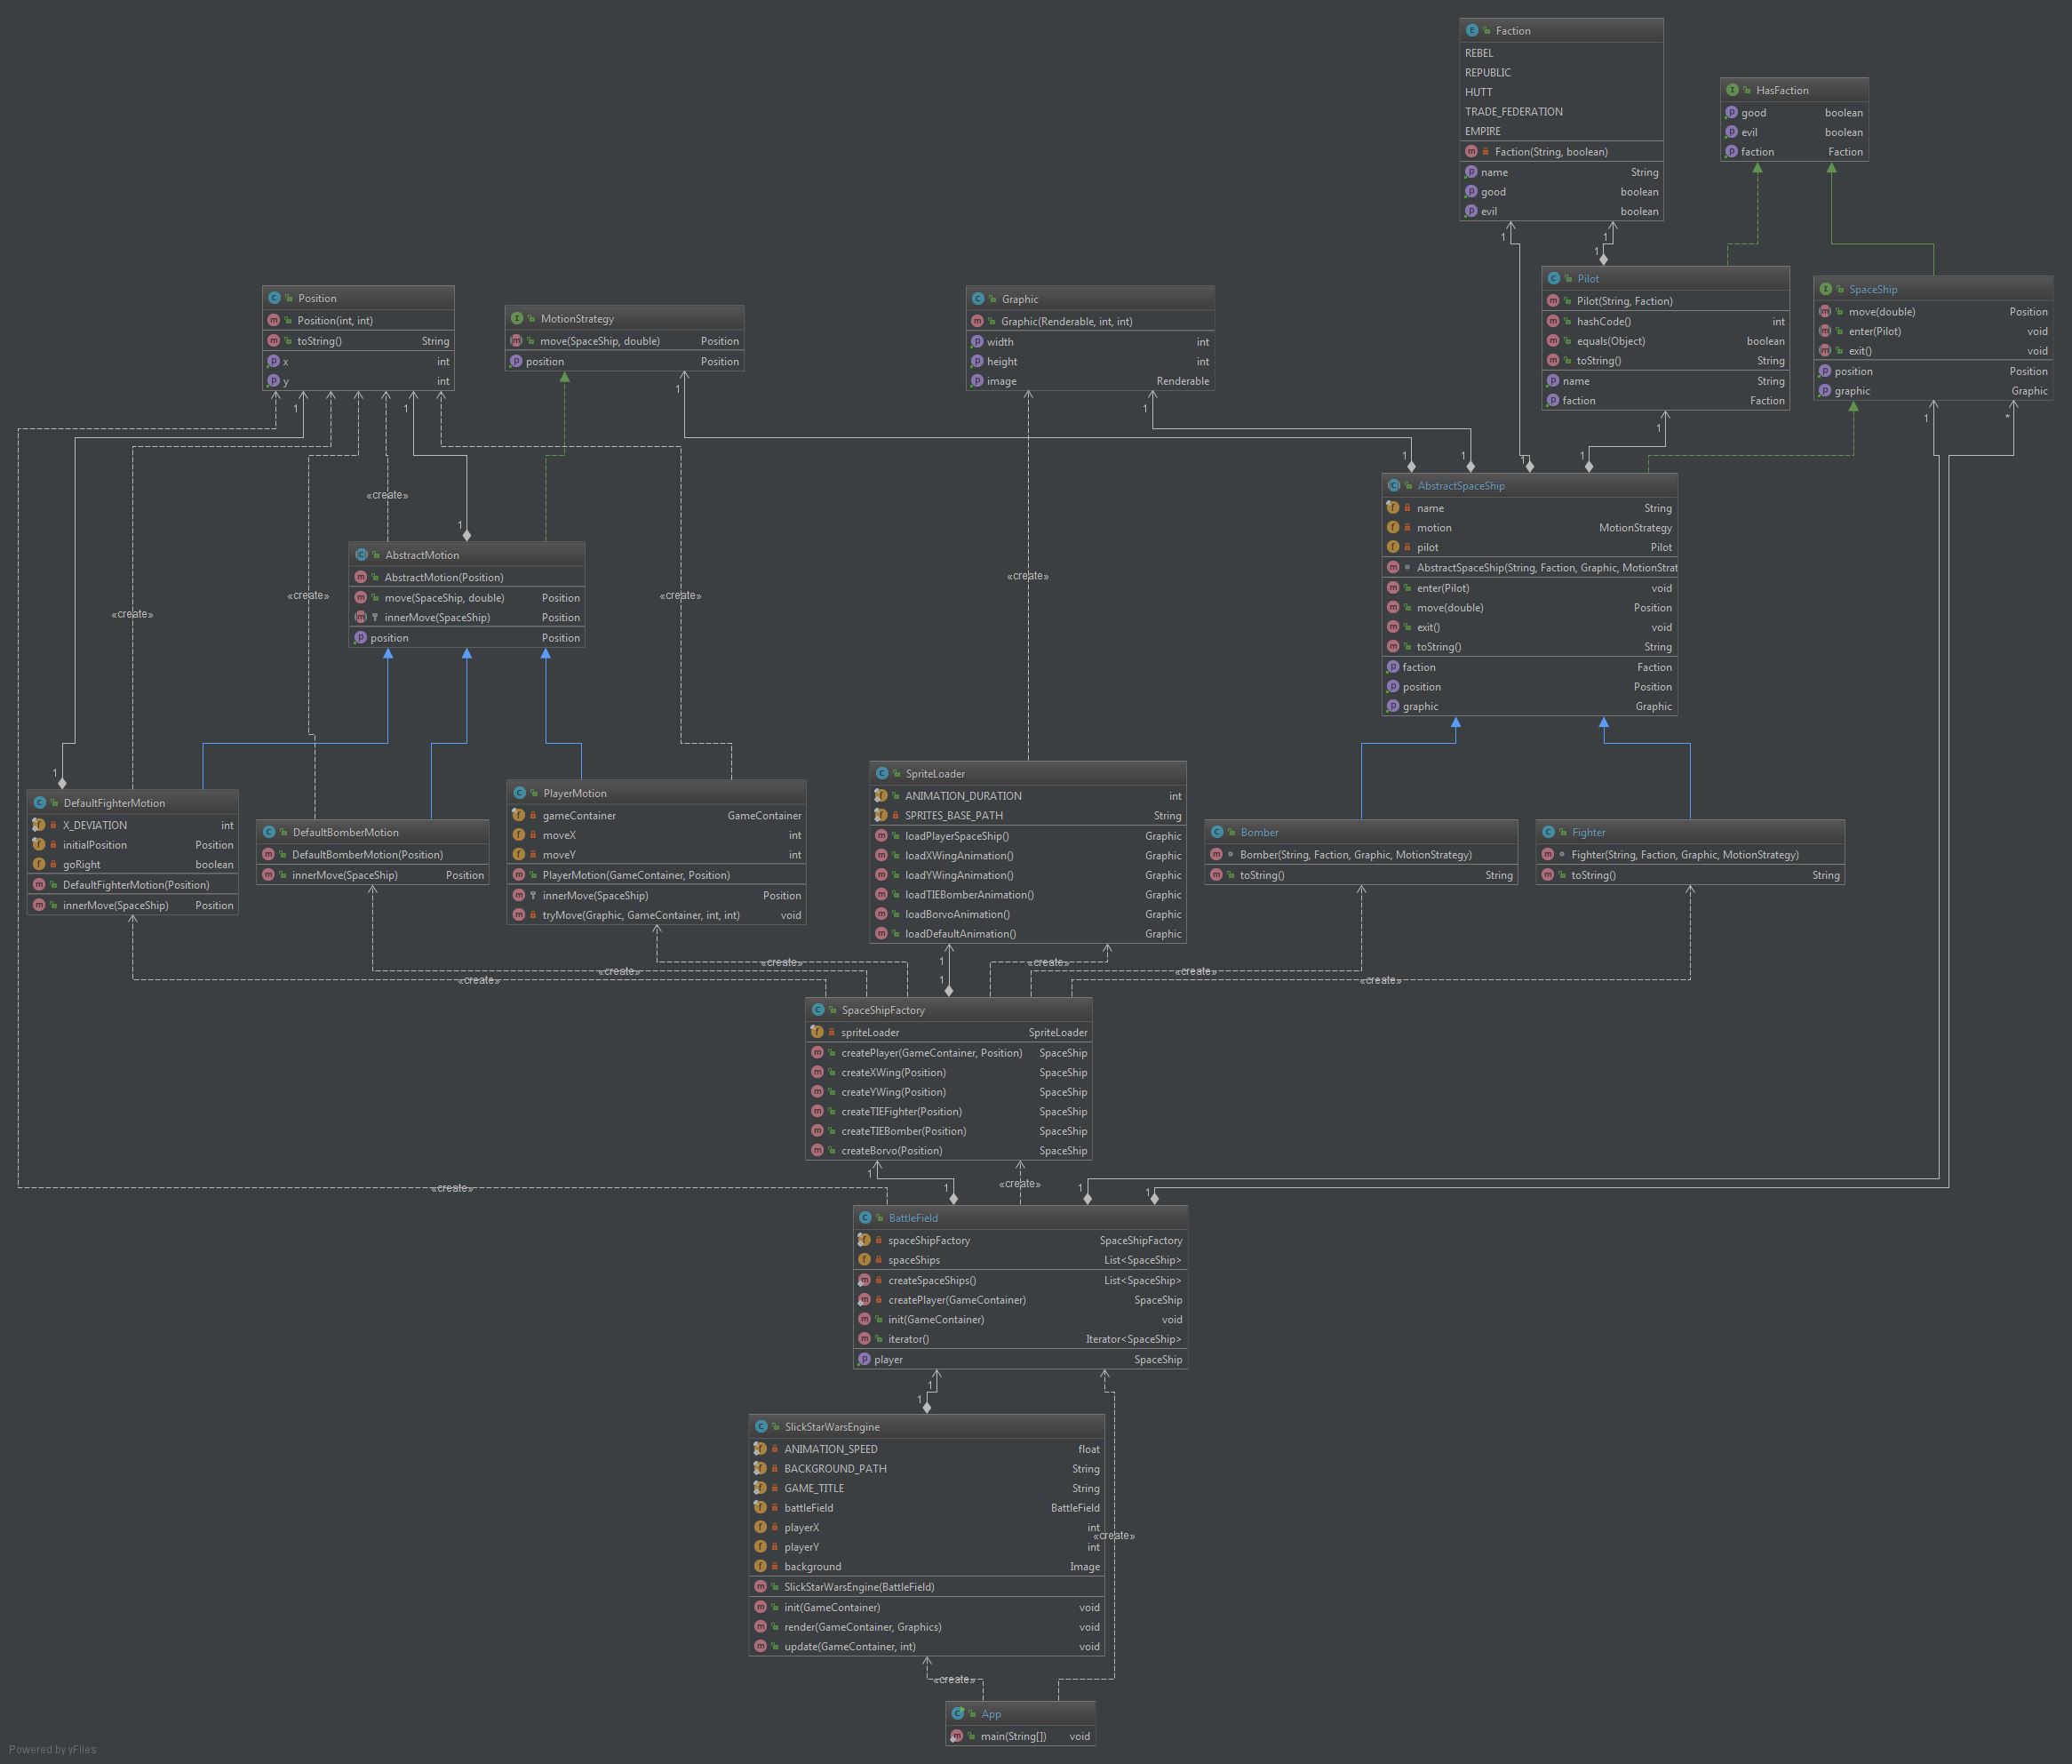 Faction
REBEL
REPUBLIC
HUTT
TRADE_FEDERATION
EMPIRE
Faction(String, boolean)
name String
good boolean
evil boolean
HasFaction
good boolean
evil boolean
faction Faction
1
1
1
Pilot
Pilot(String, Faction)
hashCode() int
equals(Object) boolean
toString() String
name String
faction Faction
SpaceShip
move(double) Position
enter(Pilot) void
exit() void
position Position
graphic Graphic
Position
Position(int, int)
toString() String
x int
y int
MotionStrategy
move(SpaceShip, double) Position
position Position
Graphic
Graphic(Renderable, int, int)
width int
height int
image Renderable
1
1
1
1
1
1
*
1
1
1
1
«create»
1
AbstractSpaceShip
name String
motion MotionStrategy
pilot Pilot
AbstractSpaceShip(String, Faction, Graphic, MotionStrat
enter(Pilot) void
move(double) Position
exit() void
toString() String
faction Faction
position Position
graphic Graphic
AbstractMotion
AbstractMotion(Position)
move(SpaceShip, double) Position
innerMove(SpaceShip) Position
position Position
«create»
«create»
«create»
«create»
1
DefaultFighterMotion
X_DEVIATION int
initialPosition Position
goRight boolean
DefaultFighterMotion(Position)
innerMove(SpaceShip) Position
DefaultBomberMotion
DefaultBomberMotion(Position)
innerMove(SpaceShip) Position
PlayerMotion
gameContainer GameContainer
moveX int
moveY int
PlayerMotion(GameContainer, Position)
innerMove(SpaceShip) Position
tryMove(Graphic, GameContainer, int, int) void
SpriteLoader
ANIMATION_DURATION int
SPRITES_BASE_PATH String
loadPlayerSpaceShip() Graphic
loadXWingAnimation() Graphic
loadYWingAnimation() Graphic
loadTIEBomberAnimation() Graphic
loadBorvoAnimation() Graphic
loadDefaultAnimation() Graphic
Bomber
Bomber(String, Faction, Graphic, MotionStrategy)
toString() String
Fighter
Fighter(String, Faction, Graphic, MotionStrategy)
toString() String
«create»
1
«create»
«create»
«create»
«create»
«create»
1
SpaceShipFactory
spriteLoader SpriteLoader
createPlayer(GameContainer, Position) SpaceShip
createXWing(Position) SpaceShip
createYWing(Position) SpaceShip
createTIEFighter(Position) SpaceShip
createTIEBomber(Position) SpaceShip
createBorvo(Position) SpaceShip
1
«create»
«create»
1
1
1
BattleField
spaceShipFactory SpaceShipFactory
spaceShips List<SpaceShip>
createSpaceShips() List<SpaceShip>
createPlayer(GameContainer) SpaceShip
init(GameContainer) void
iterator() Iterator<SpaceShip>
player SpaceShip
1
1
SlickStarWarsEngine
ANIMATION_SPEED float
BACKGROUND_PATH String
GAME_TITLE String
battleField BattleField
playerX int
playerY int
background Image
SlickStarWarsEngine(BattleField)
init(GameContainer) void
render(GameContainer, Graphics) void
update(GameContainer, int) void
«create»
«create»
App
main(String[]) void
Powered by yFiles